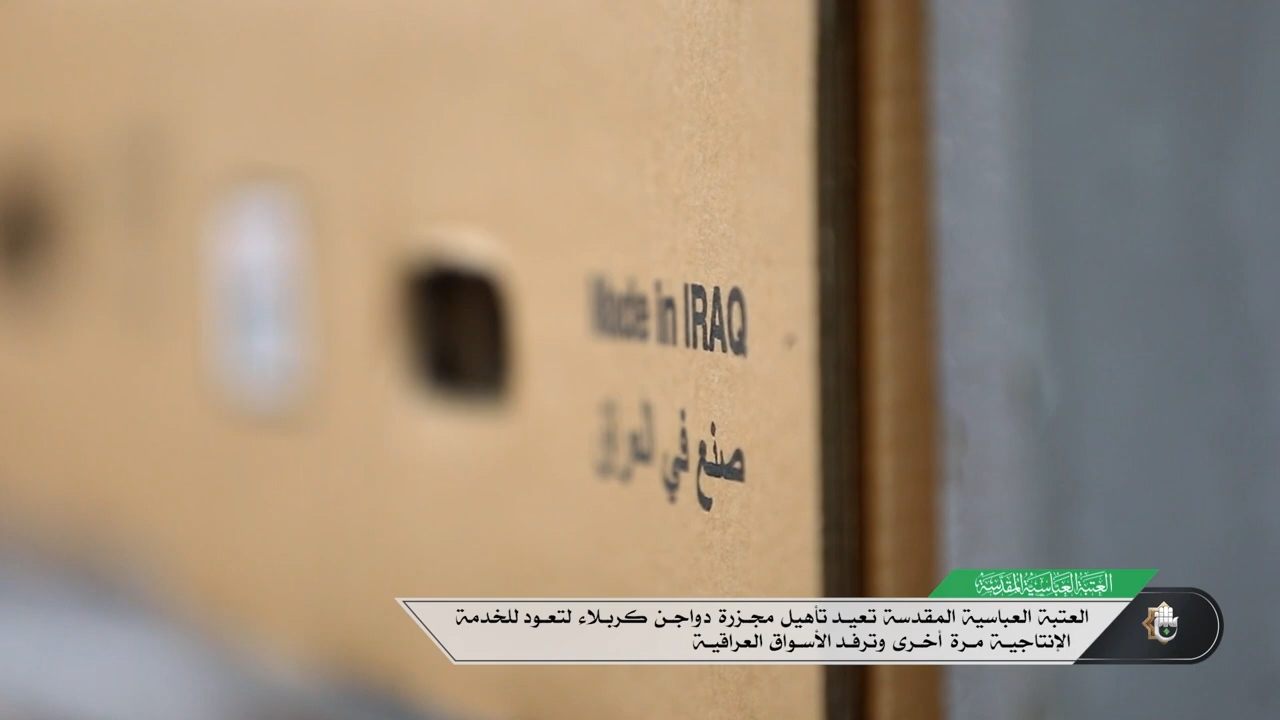 Made in IRAQ
صنع في العراق
العتبة العباسية المقدسة
العتبة العباسية المقدسة تعيد تأهيل مجزرة دواجن كربلاء لتعود للخدمة
الإنتاجية مرة أخرى وترفد الأسواق العراقية